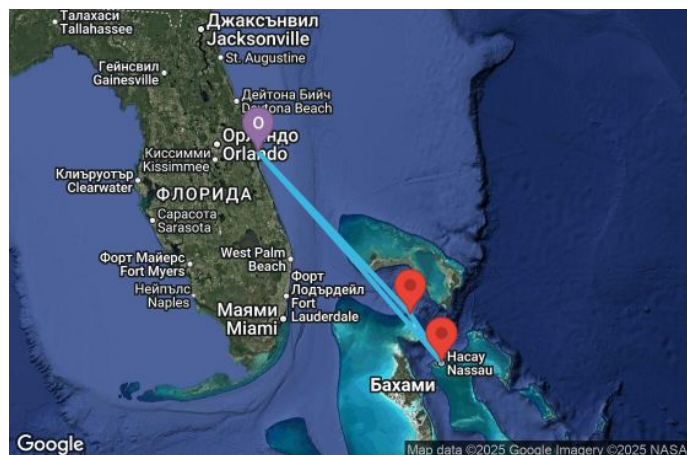 Талахаси
Tallahassee
Джаксънвил
Jacksonville
St. Augustine
Гейнсвил
Gainesville
Дейтона Бийч
Daytona Beach
O
Орландо
Orlando
Киссимми
Kissimmee
Клиъруотър
Clearwater
ФЛОРИДА
Сарасота
Sarasota
Форт Майерс
Fort Myers
West Palm
Beach
Нейпълс
Naples
Форт
Лодърдейл
Fort
Lauderdale
Маями
Miami
Насау
Nassau
Бахами
Google
Map data ©2025 Google Imagery ©2025 NASA